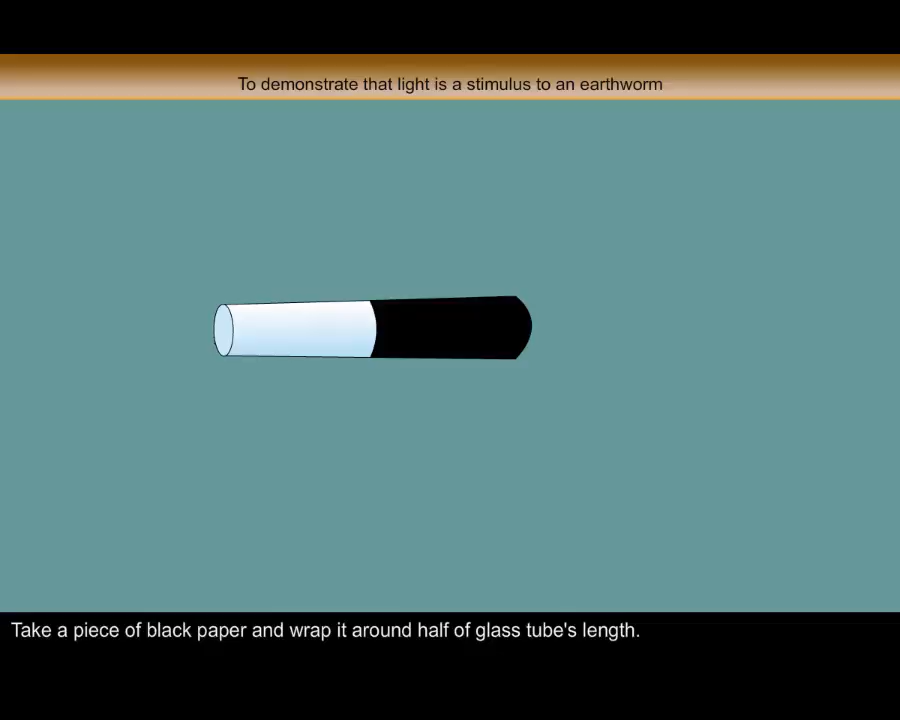 To demonstrate that light is a stimulus to an earthworm
Take a piece of black paper and wrap it around half of glass tube's length.